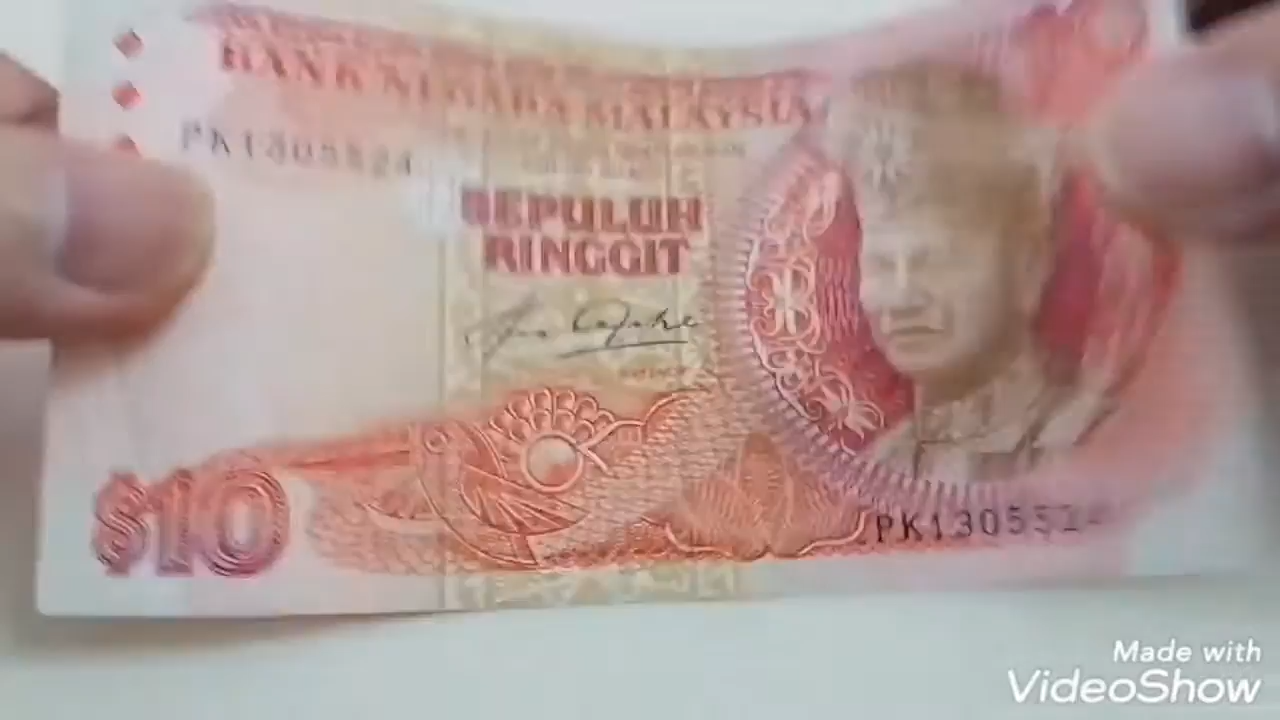 BANK NEGARA MALAYSIA
PK1305524
SEPULUH
RINGGIT
$10
PK1305524
Made with
VideoShow